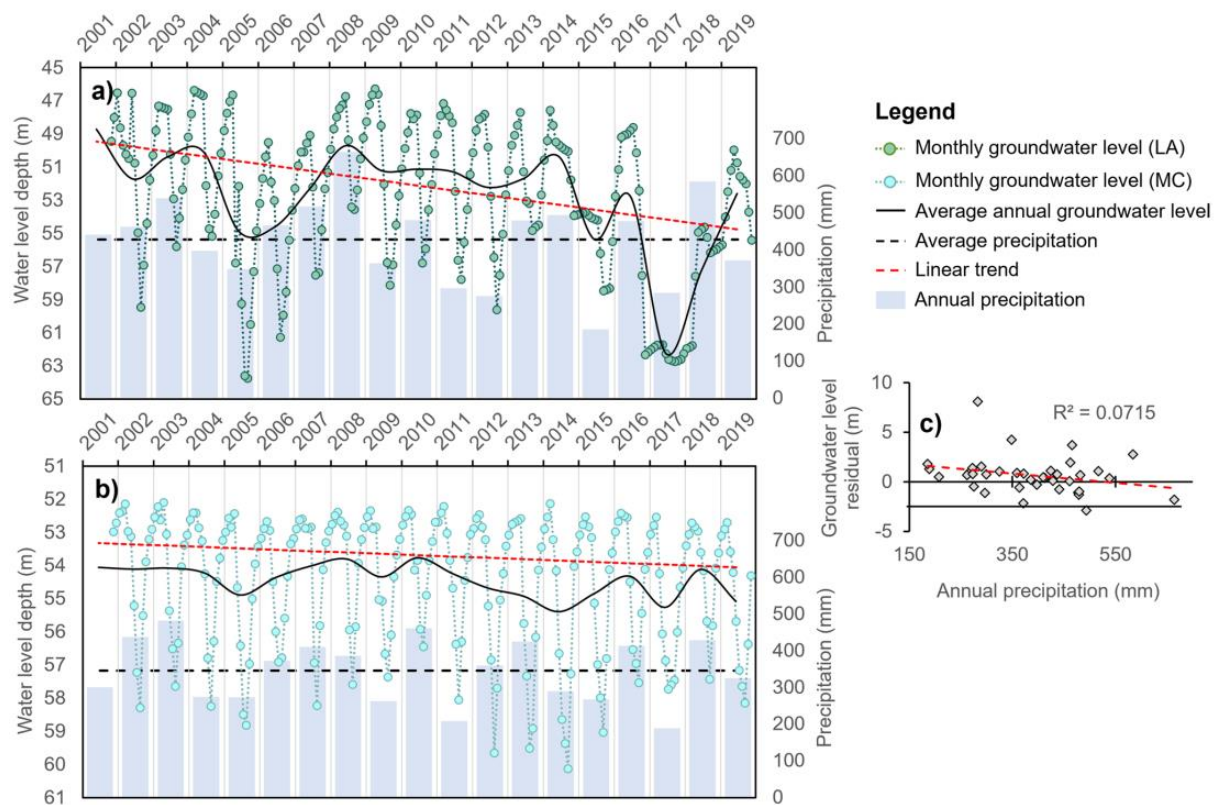 2001 2002 2003 2004 2005 2006 2007 2008 2009 2010 2011 2012 2013 2014 2015 2016 2017 2018 2019
a)
Water level depth (m)
45
47
49
51
53
55
57
59
61
63
65
Precipitation (mm)
700
600
500
400
300
200
100
0
2001 2002 2003 2004 2005 2006 2007 2008 2009 2010 2011 2012 2013 2014 2015 2016 2017 2018 2019
b)
Water level depth (m)
51
52
53
54
55
56
57
58
59
60
61
Precipitation (mm)
700
600
500
400
300
200
100
0
Legend
Monthly groundwater level (LA)
Monthly groundwater level (MC)
Average annual groundwater level
Average precipitation
Linear trend
Annual precipitation
c)
R² = 0.0715
Groundwater level
residual (m)
10
5
0
-5
150 350 550
Annual precipitation (mm)